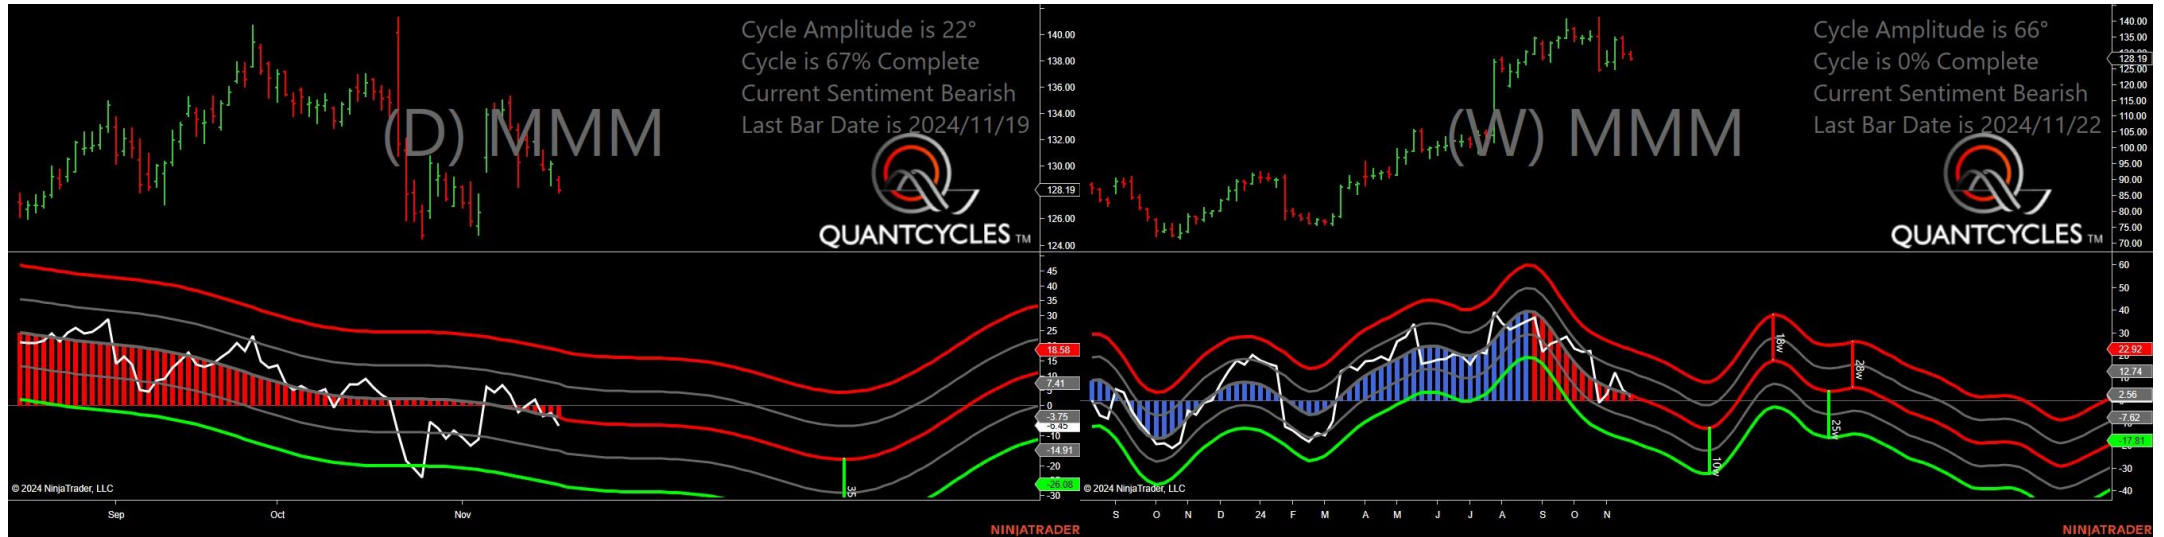 Cycle Amplitude is 22°
Cycle is 67% Complete
Current Sentiment Bearish
Last Bar Date is 2024/11/19
(D) MMM
QUANTCYCLES TM
140.00
138.00
136.00
134.00
132.00
130.00
128.19
126.00
124.00
45
40
35
30
25
18.58
10
7.41
5
0
-3.75
-6.45
-10
-14.91
-20
-26.08
-30
35
© 2024 NinjaTrader, LLC
Sep Oct Nov
NINJATRADER
Cycle Amplitude is 66°
Cycle is 0% Complete
Current Sentiment Bearish
Last Bar Date is 2024/11/22
(W) MMM
QUANTCYCLES TM
140.00
135.00
128.19
125.00
120.00
115.00
110.00
105.00
100.00
95.00
90.00
85.00
80.00
75.00
70.00
60
50
40
30
22.92
12.74
2.56
-7.62
-17.81
-30
-40
18w
28w
25w
10w
© 2024 NinjaTrader, LLC
S O N D 24 F M A M J J A S O N
NINJATRADER